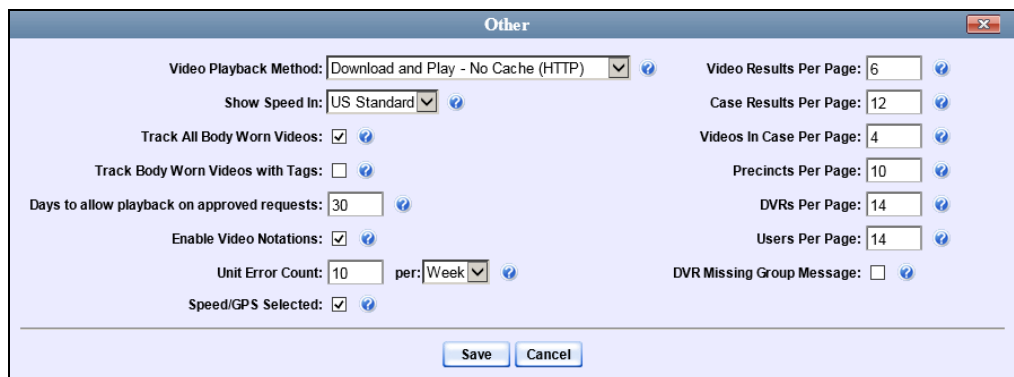 Other
Video Playback Method: Download and Play - No Cache (HTTP)
Show Speed In: US Standard
Track All Body Worn Videos:
Track Body Worn Videos with Tags:
Days to allow playback on approved requests: 30
Enable Video Notations:
Unit Error Count: 10 per: Week
Speed/GPS Selected:
Video Results Per Page: 6
Case Results Per Page: 12
Videos In Case Per Page: 4
Precincts Per Page: 10
DVRs Per Page: 14
Users Per Page: 14
DVR Missing Group Message:
Save Cancel